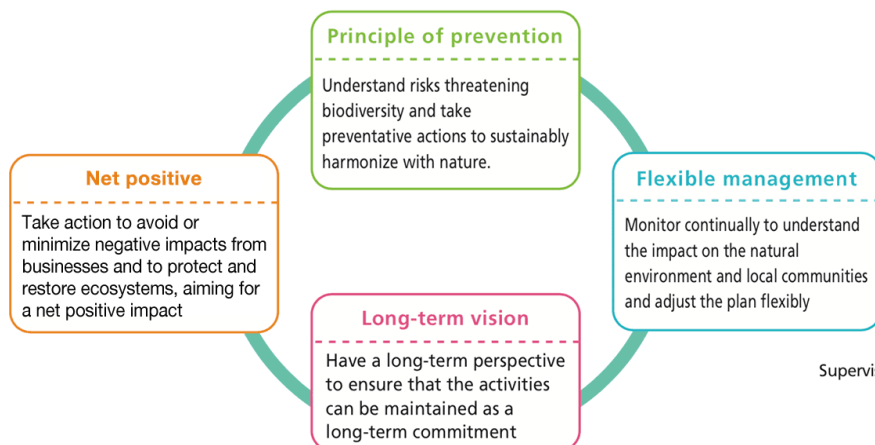 Principle of prevention
Understand risks threatening
biodiversity and take
preventative actions to sustainably
harmonize with nature.
Net positive
Take action to avoid or
minimize negative impacts from
businesses and to protect and
restore ecosystems, aiming for
a net positive impact
Flexible management
Monitor continually to understand
the impact on the natural
environment and local communities
and adjust the plan flexibly
Long-term vision
Have a long-term perspective
to ensure that the activities
can be maintained as a
long-term commitment